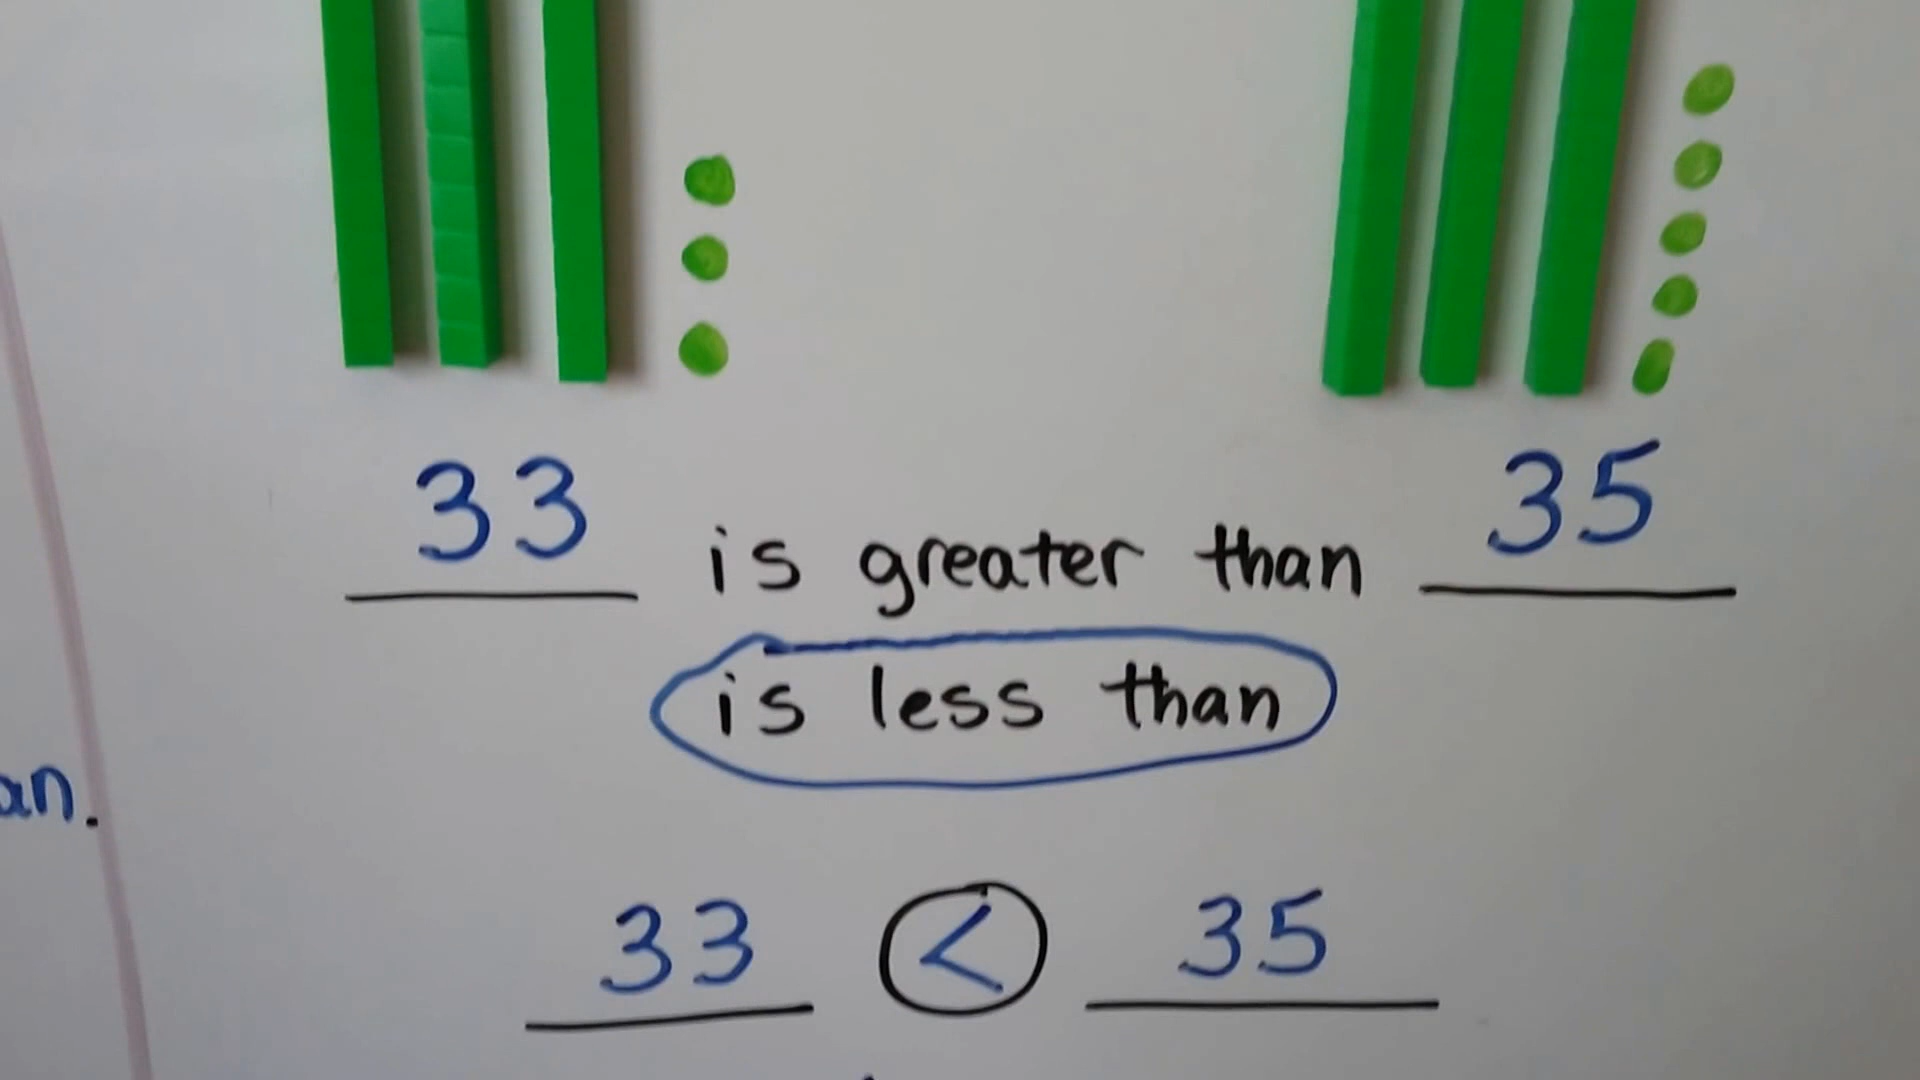 33 is greater than 35
is less than
an.
33 < 35